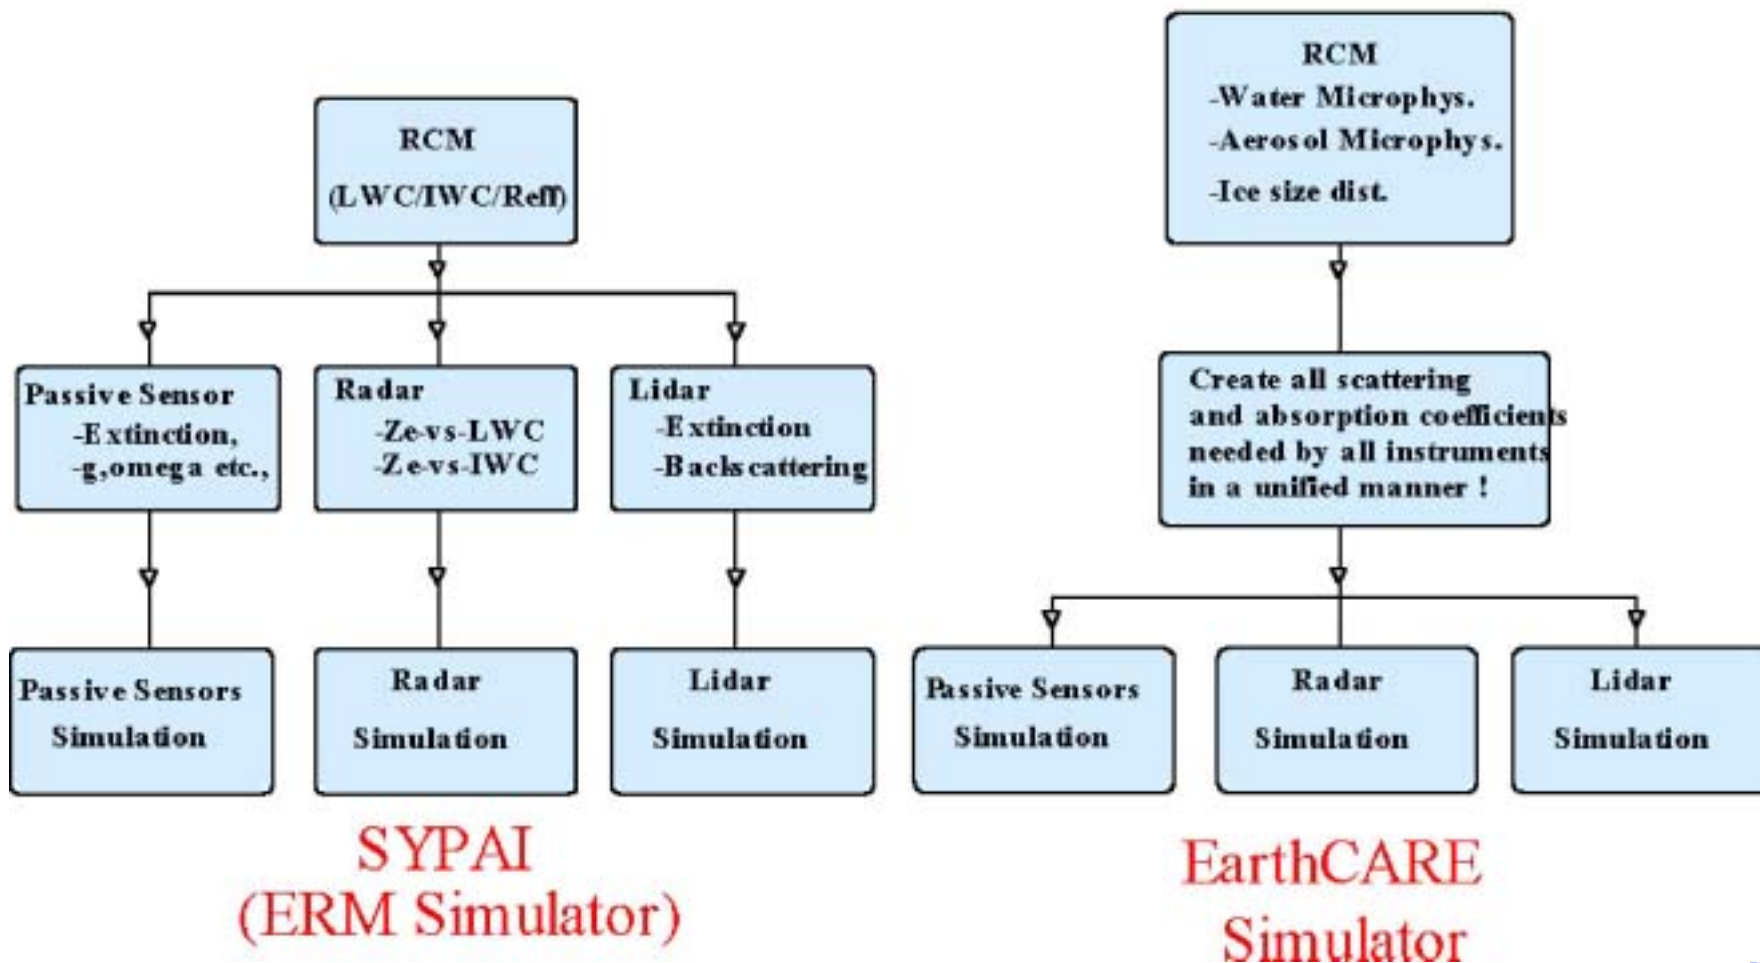 RCM
(LWC/IWC/Reff)
Passive Sensor
-Extinction,
-g,omega etc.,
Radar
-Ze-vs-LWC
-Ze-vs-IWC
Lidar
-Extinction
-Backscattering
Passive Sensors
Simulation
Radar
Simulation
Lidar
Simulation
SYPAI
(ERM Simulator)
RCM
-Water Microphys.
-Aerosol Microphys.
-Ice size dist.
Create all scattering
and absorption coefficients
needed by all instruments
in a unified manner !
Passive Sensors
Simulation
Radar
Simulation
Lidar
Simulation
EarthCARE
Simulator